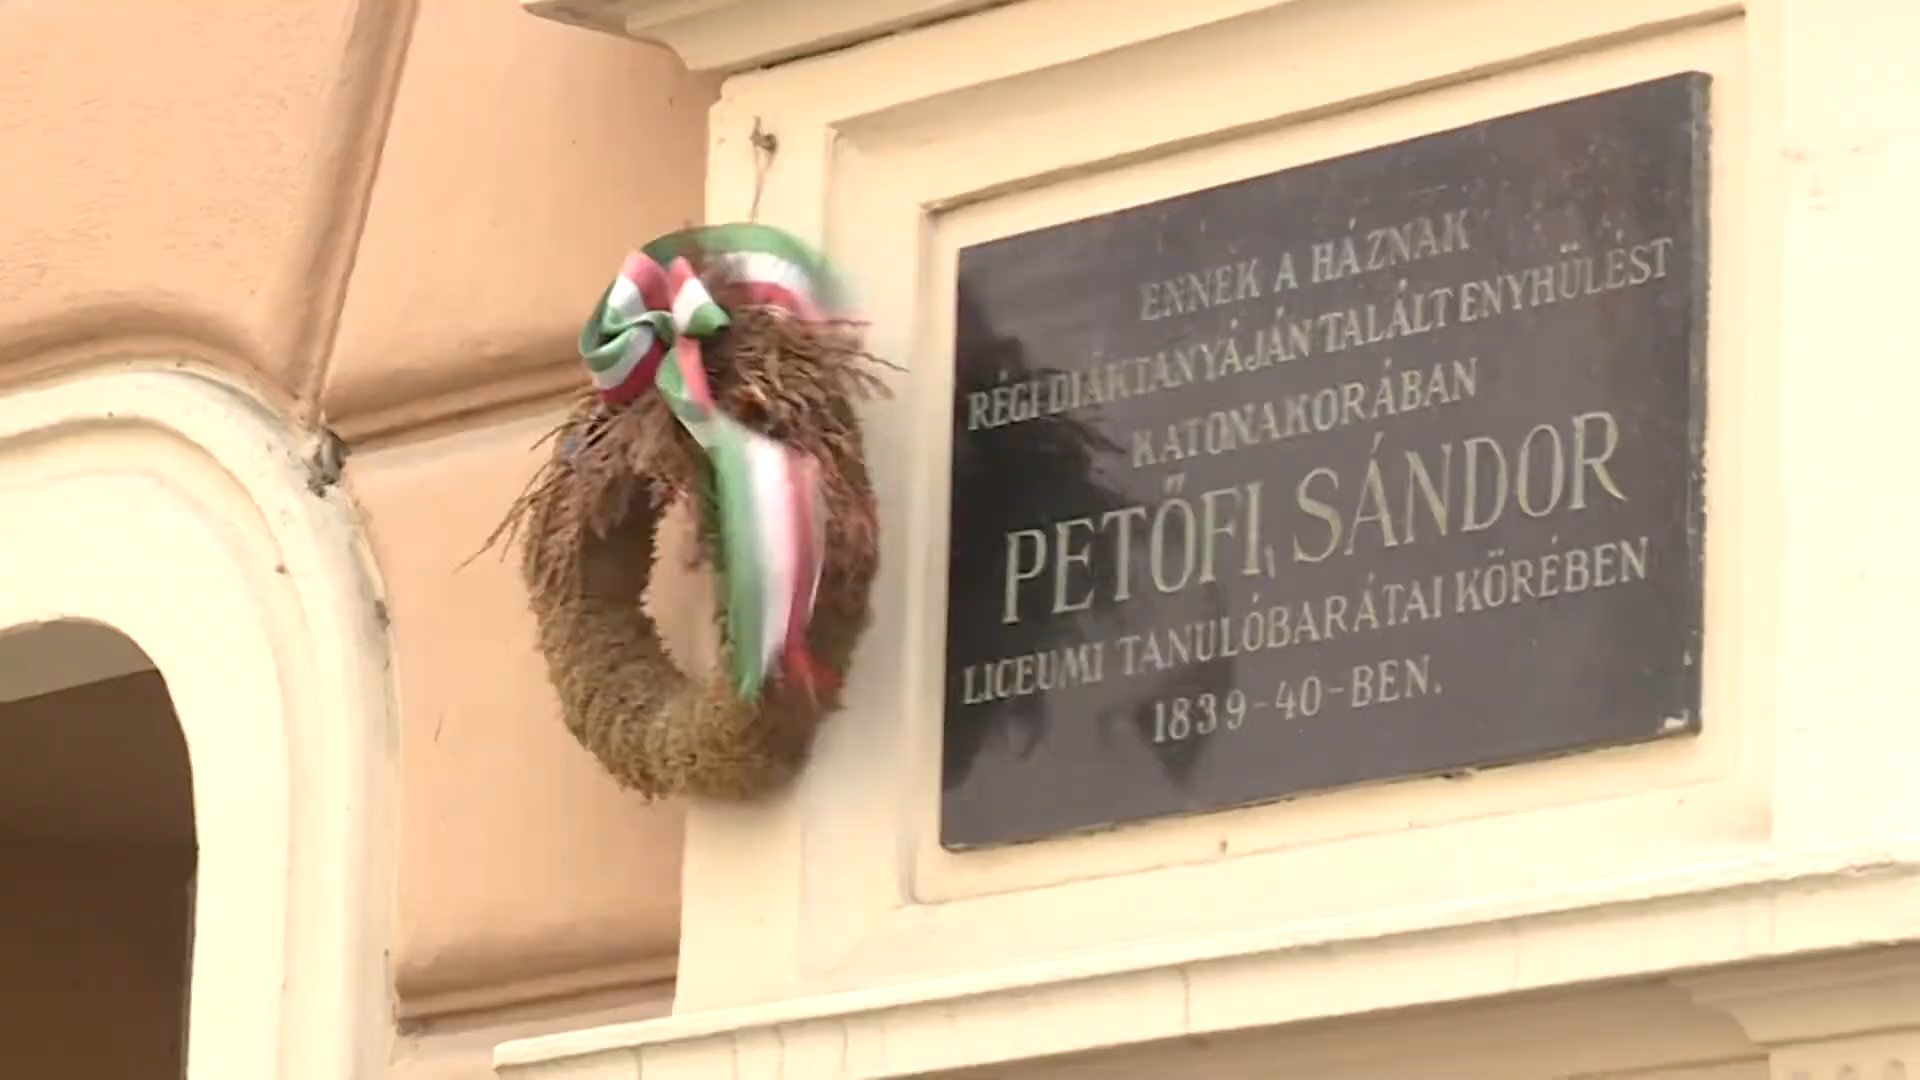 ENNEK A HÁZNAK
RÉGI DIÁKTANYÁJÁN TALÁLT ENYHÜLÉST
KATONAKORÁBAN
PETŐFI SÁNDOR
LICEUMI TANULÓBARÁTAI KÖRÉBEN
1839-40-BEN.